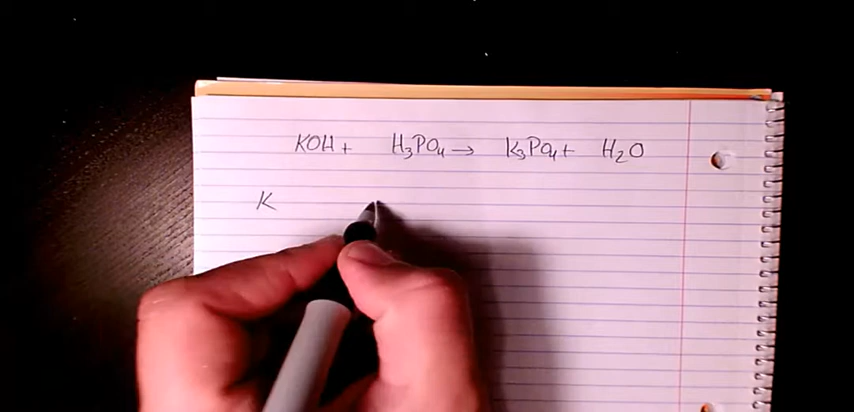 KOH + H₃PO₄ → K₃PO₄ + H₂O
K